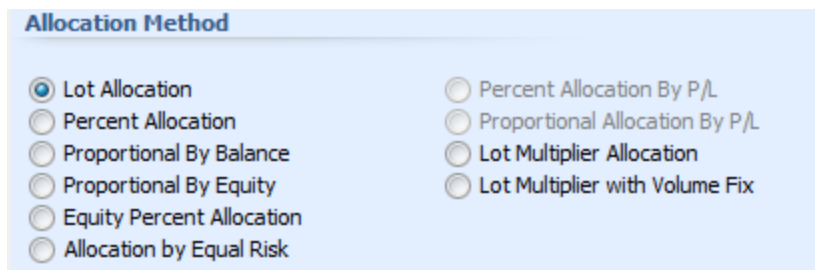 Allocation Method
Lot Allocation
Percent Allocation
Proportional By Balance
Proportional By Equity
Equity Percent Allocation
Allocation by Equal Risk
Percent Allocation By P/L
Proportional Allocation By P/L
Lot Multiplier Allocation
Lot Multiplier with Volume Fix